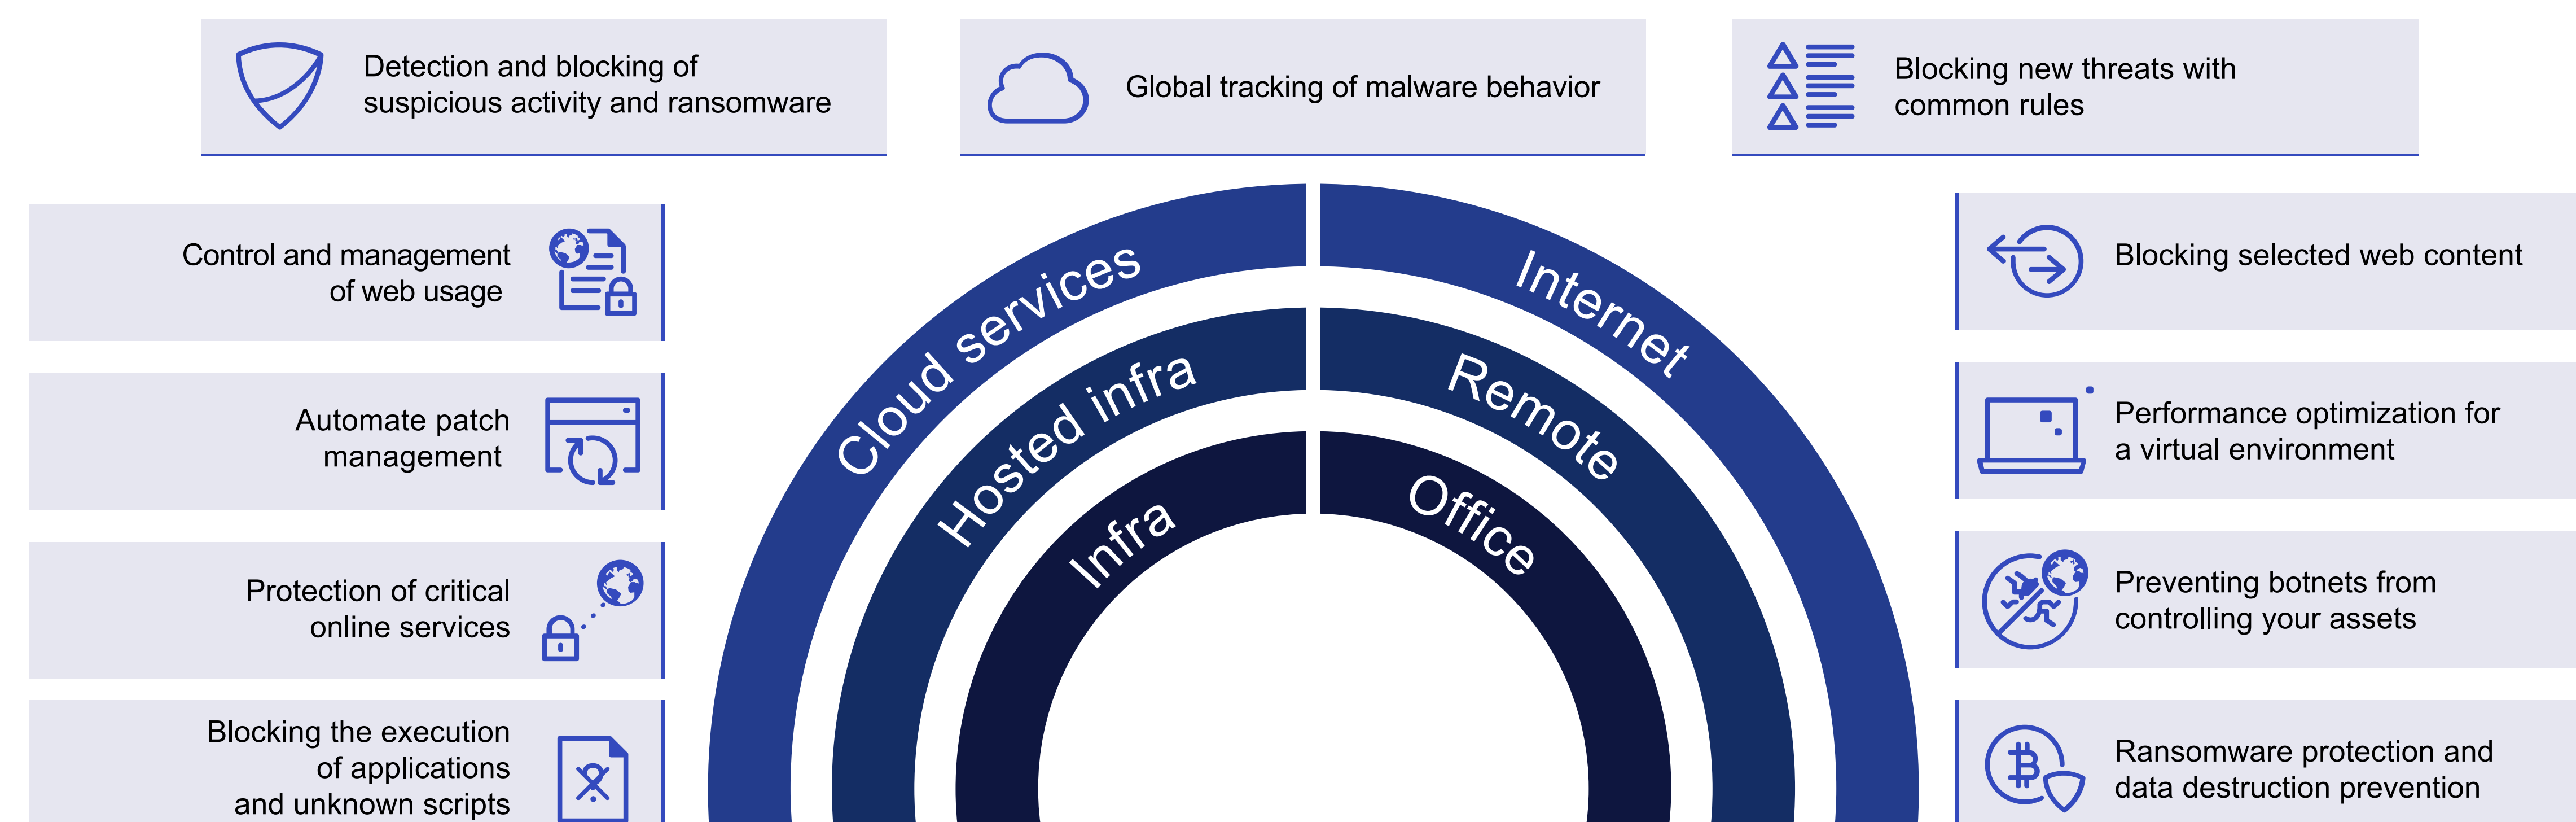 Detection and blocking of
suspicious activity and ransomware
Global tracking of malware behavior
Blocking new threats with
common rules
Control and management
of web usage
Automate patch
management
Protection of critical
online services
Blocking the execution
of applications
and unknown scripts
Cloud services
Internet
Hosted infra
Remote
Infra
Office
Blocking selected web content
Performance optimization for
a virtual environment
Preventing botnets from
controlling your assets
Ransomware protection and
data destruction prevention